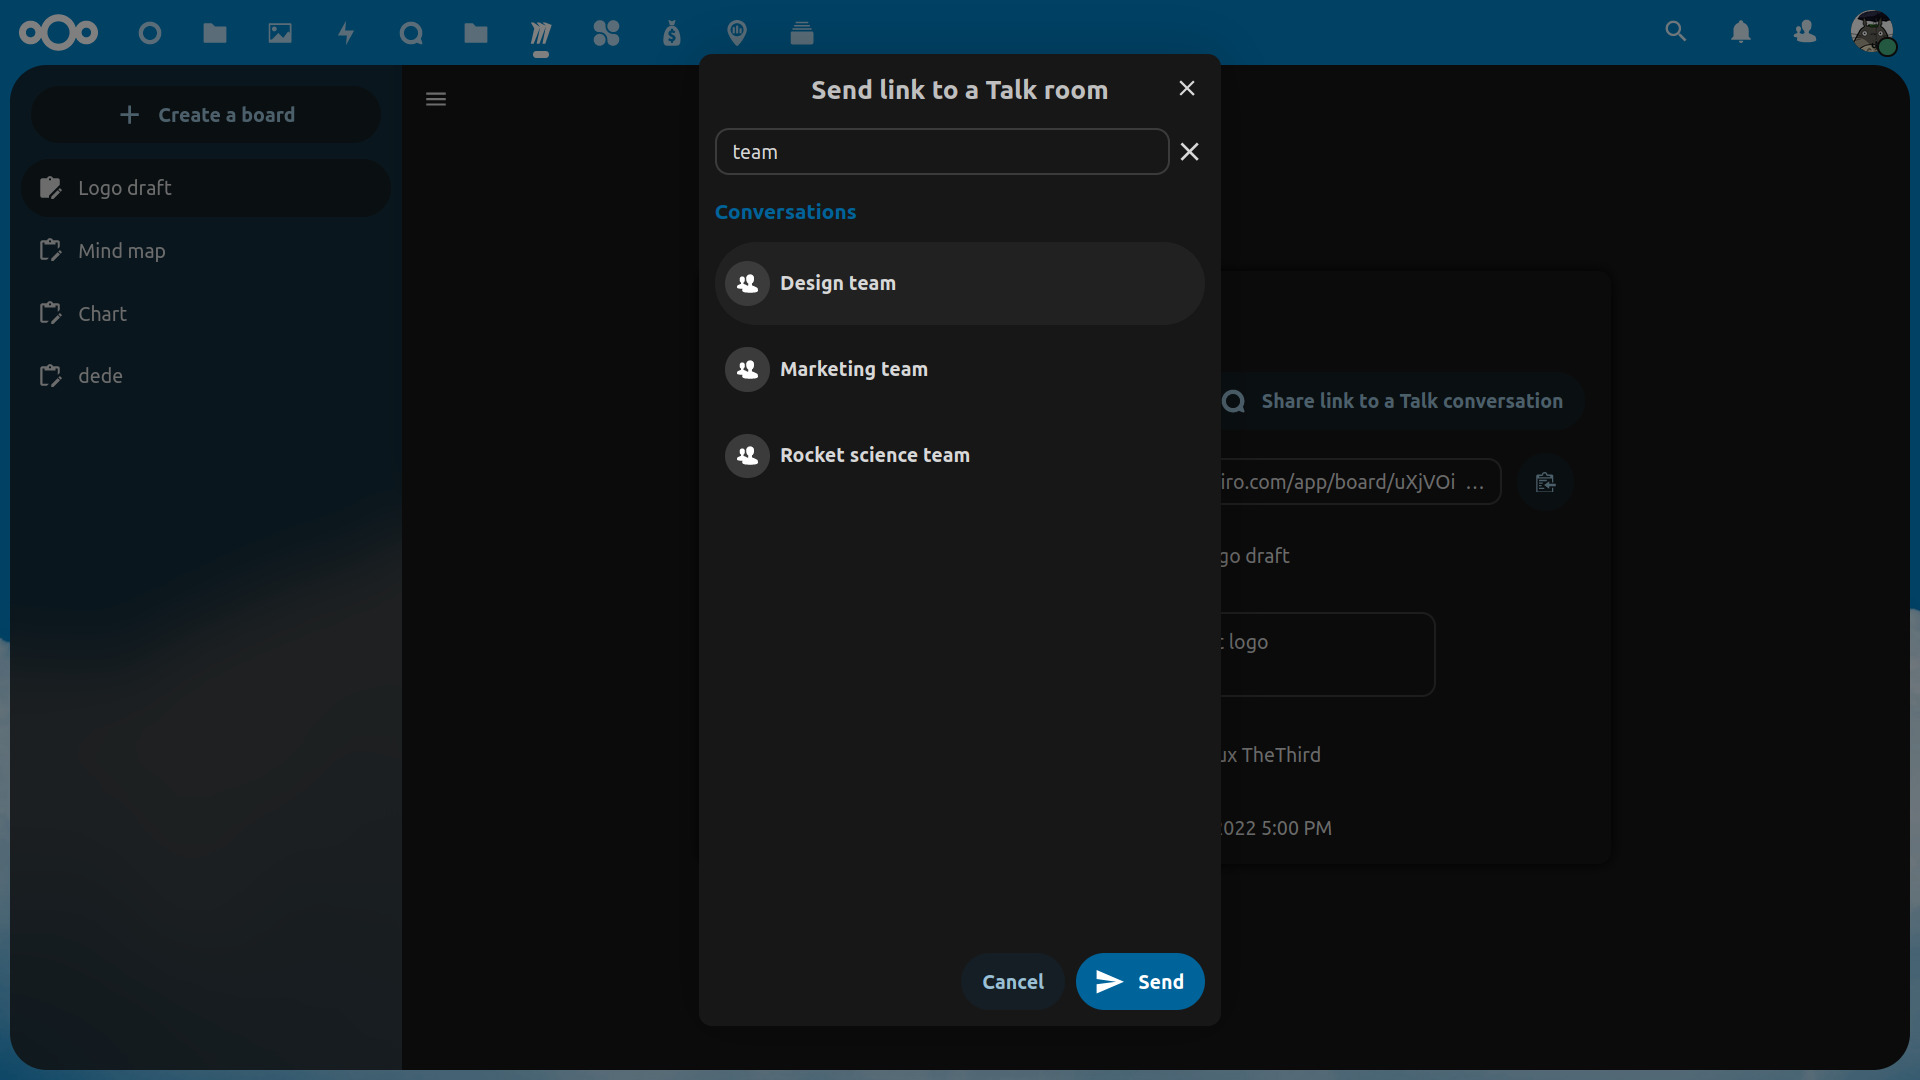 Send link to a Talk room
team
Conversations
Design team
Marketing team
Rocket science team
Cancel
Send
Create a board
Logo draft
Mind map
Chart
dede
Share link to a Talk conversation
iro.com/app/board/uXjVOi …
go draft
t logo
ux TheThird
2022 5:00 PM